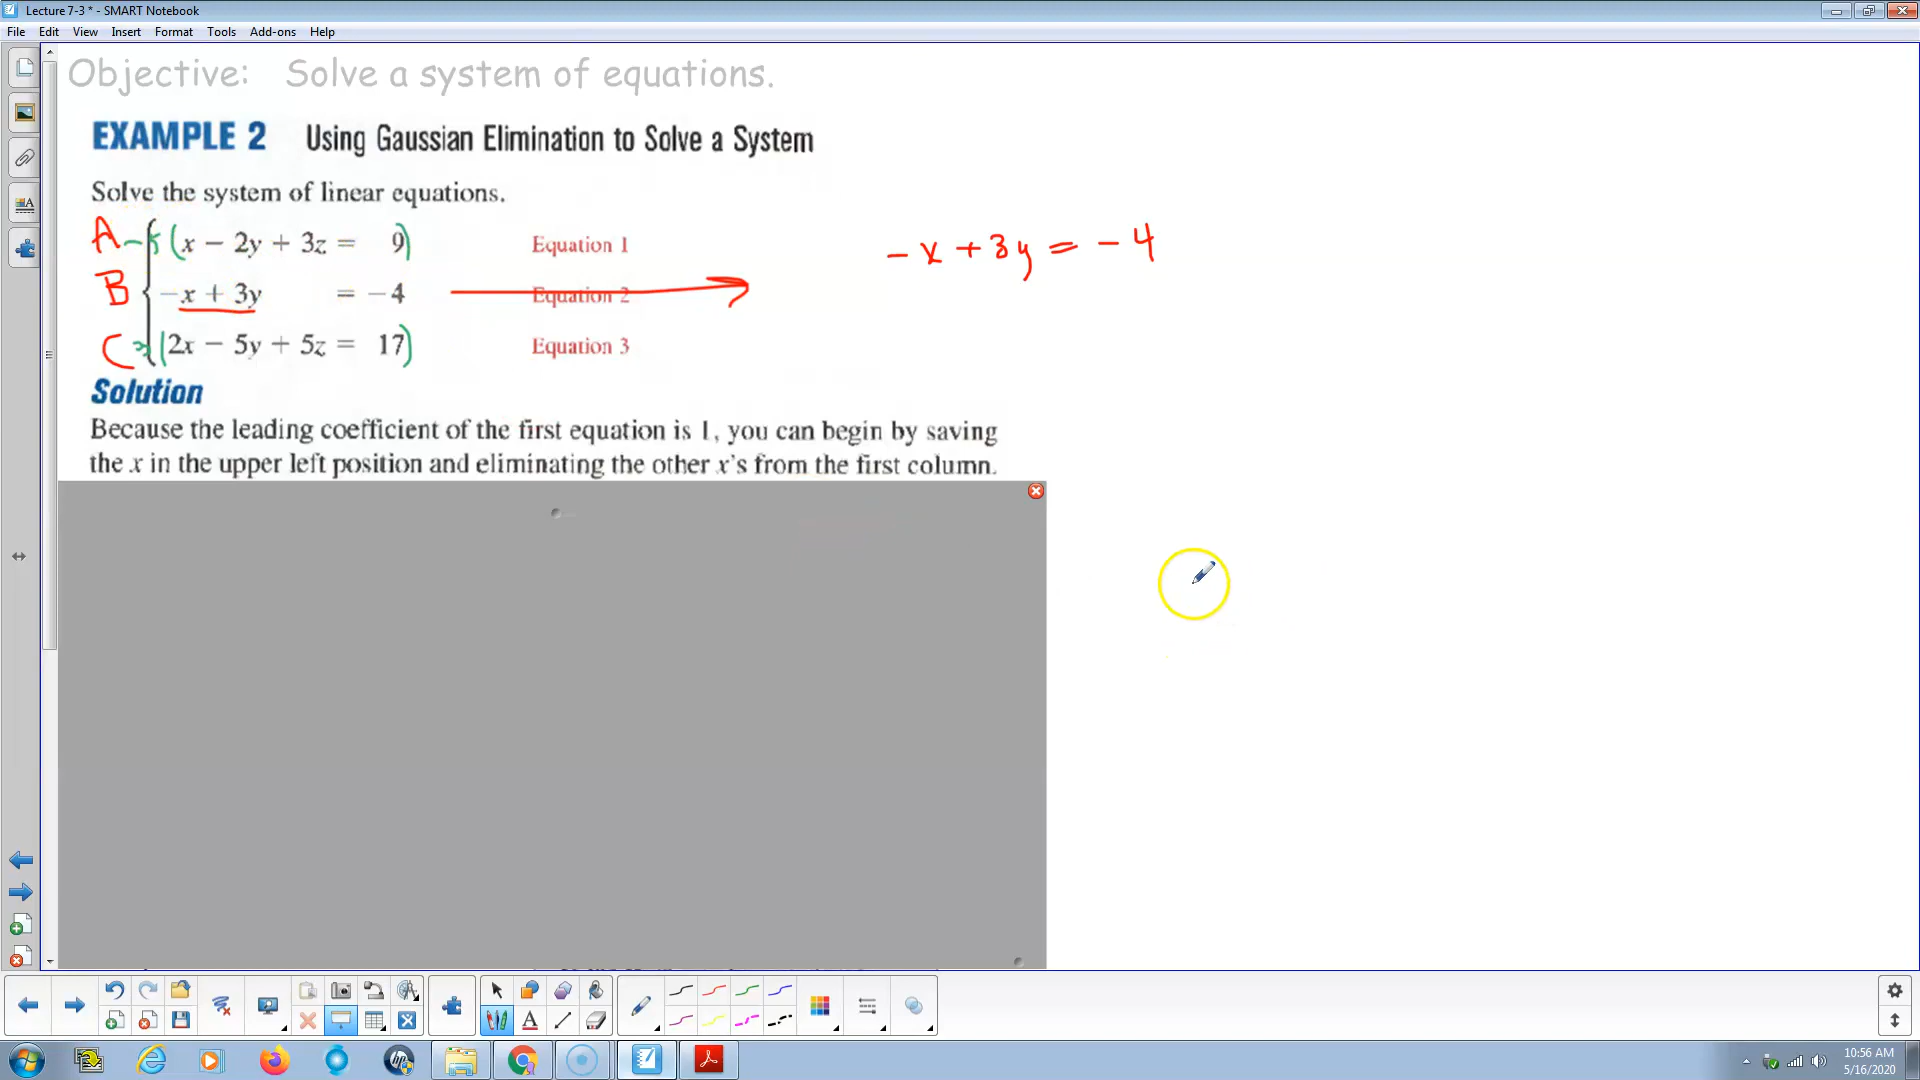 Lecture 7-3 * - SMART Notebook
File Edit View Insert Format Tools Add-ons Help
Objective: Solve a system of equations.
EXAMPLE 2 Using Gaussian Elimination to Solve a System
Solve the system of linear equations.
A -5 (x − 2y + 3z = 9) Equation 1
-x + 3y = -4
B −x + 3y = −4 Equation 2
C (2x − 5y + 5z = 17) Equation 3
Solution
Because the leading coefficient of the first equation is 1, you can begin by saving
the x in the upper left position and eliminating the other x's from the first column.
10:56 AM
5/16/2020